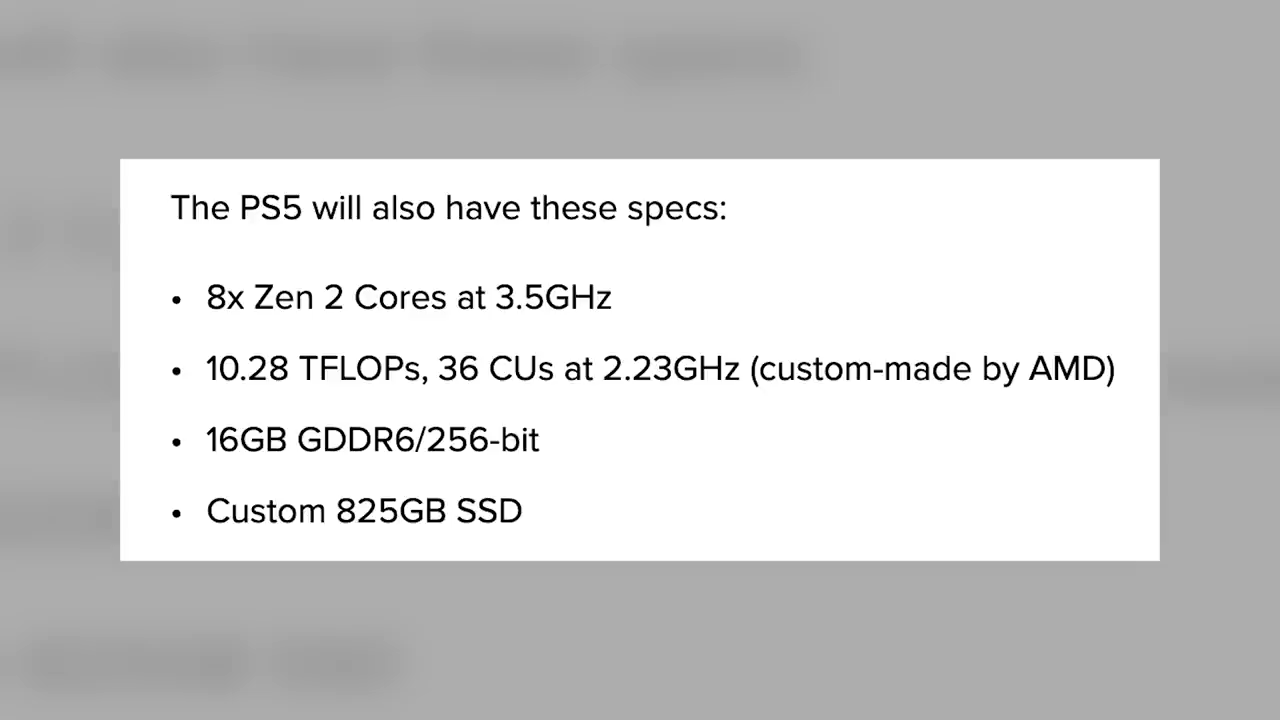 The PS5 will also have these specs:
• 8x Zen 2 Cores at 3.5GHz
• 10.28 TFLOPs, 36 CUs at 2.23GHz (custom-made by AMD)
• 16GB GDDR6/256-bit
• Custom 825GB SSD